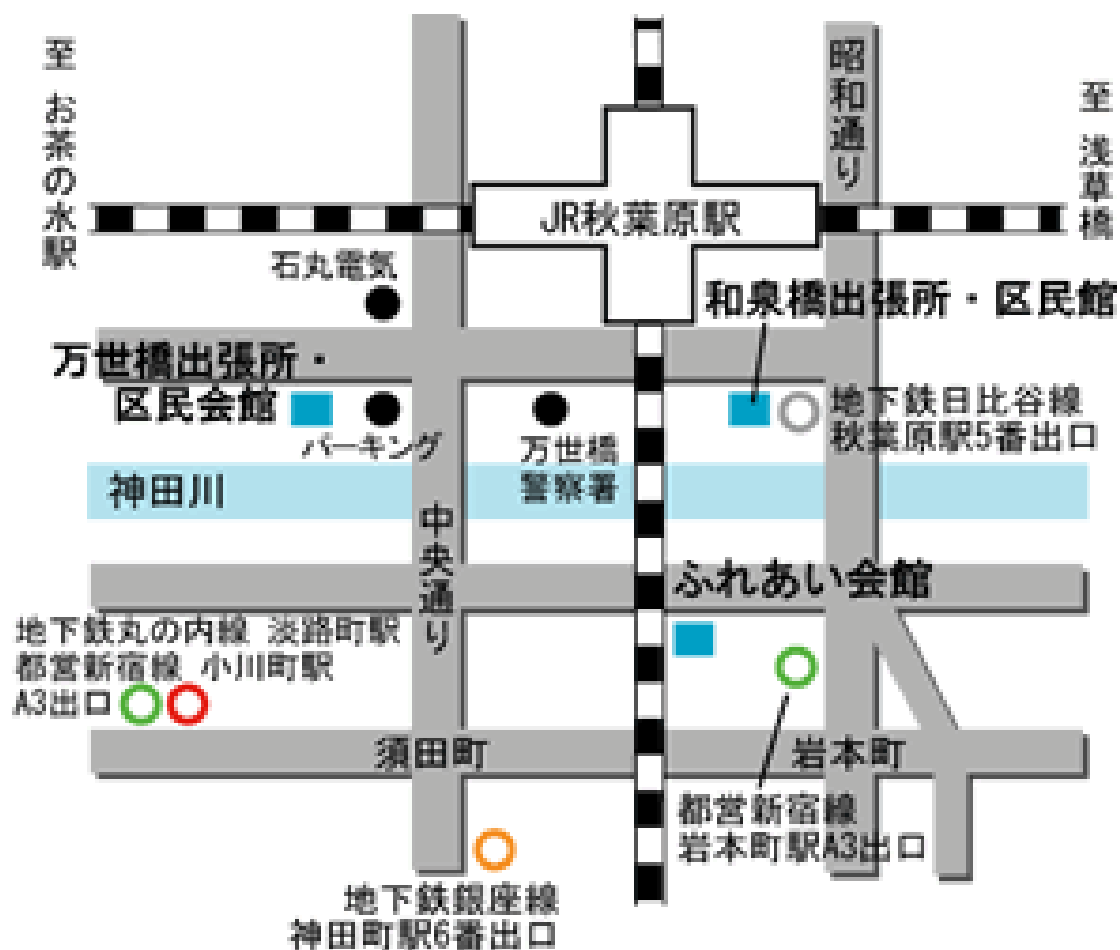 至 お茶の水駅
昭和通り
至 浅草橋
JR秋葉原駅
石丸電気
和泉橋出張所・区民館
万世橋出張所・
区民会館
パーキング
万世橋
警察署
地下鉄日比谷線
秋葉原駅5番出口
神田川
中央通り
ふれあい会館
地下鉄丸の内線 淡路町駅
都営新宿線 小川町駅
A3出口
須田町
岩本町
都営新宿線
岩本町駅A3出口
地下鉄銀座線
神田町駅6番出口